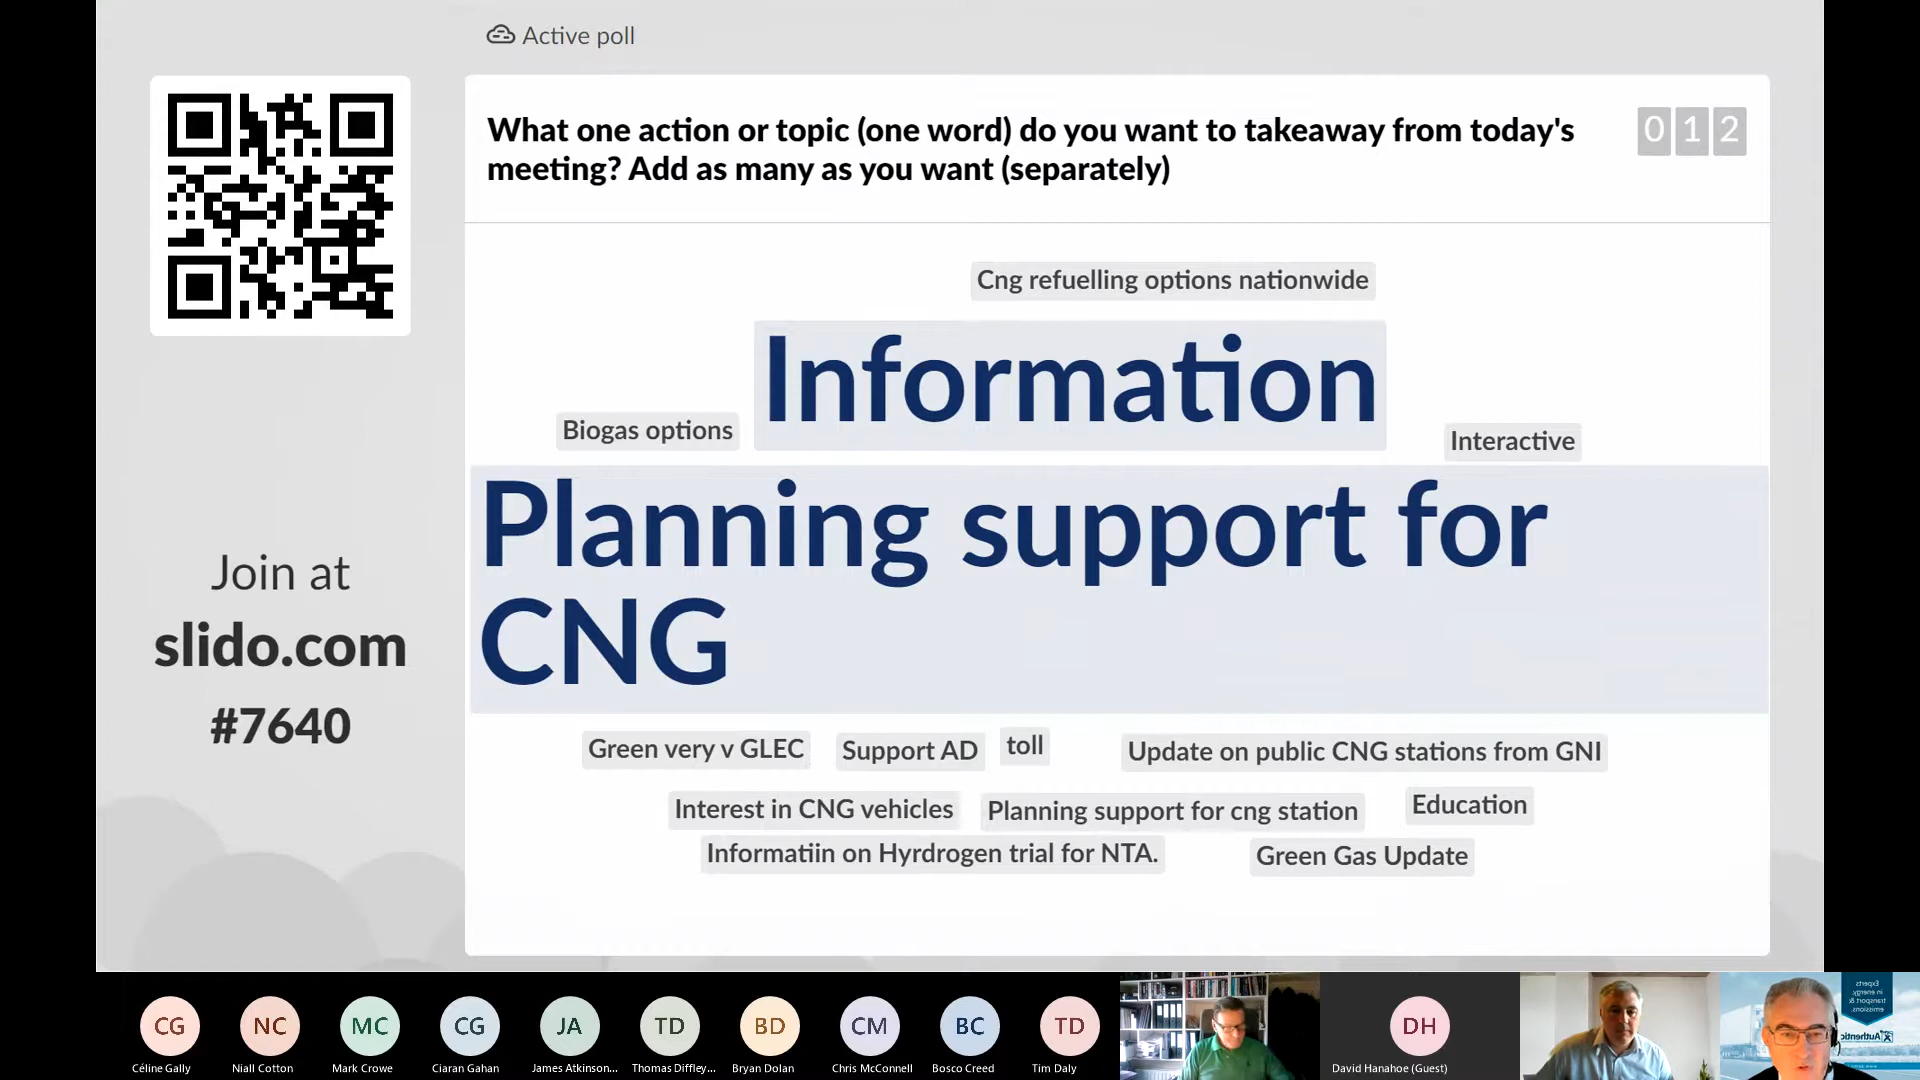 Active poll
What one action or topic (one word) do you want to takeaway from today's
meeting? Add as many as you want (separately)
0 1 2
Cng refuelling options nationwide
Information
Biogas options
Interactive
Planning support for
CNG
Green very v GLEC
Support AD
toll
Update on public CNG stations from GNI
Interest in CNG vehicles
Planning support for cng station
Education
Informatiin on Hyrdrogen trial for NTA.
Green Gas Update
Join at
slido.com
#7640
CG
NC
MC
CG
JA
TD
BD
CM
BC
TD
DH
Céline Gally
Niall Cotton
Mark Crowe
Ciaran Gahan
James Atkinson...
Thomas Diffley...
Bryan Dolan
Chris McConnell
Bosco Creed
Tim Daly
David Hanahoe (Guest)
Experts
in energy,
transport &
emissions.